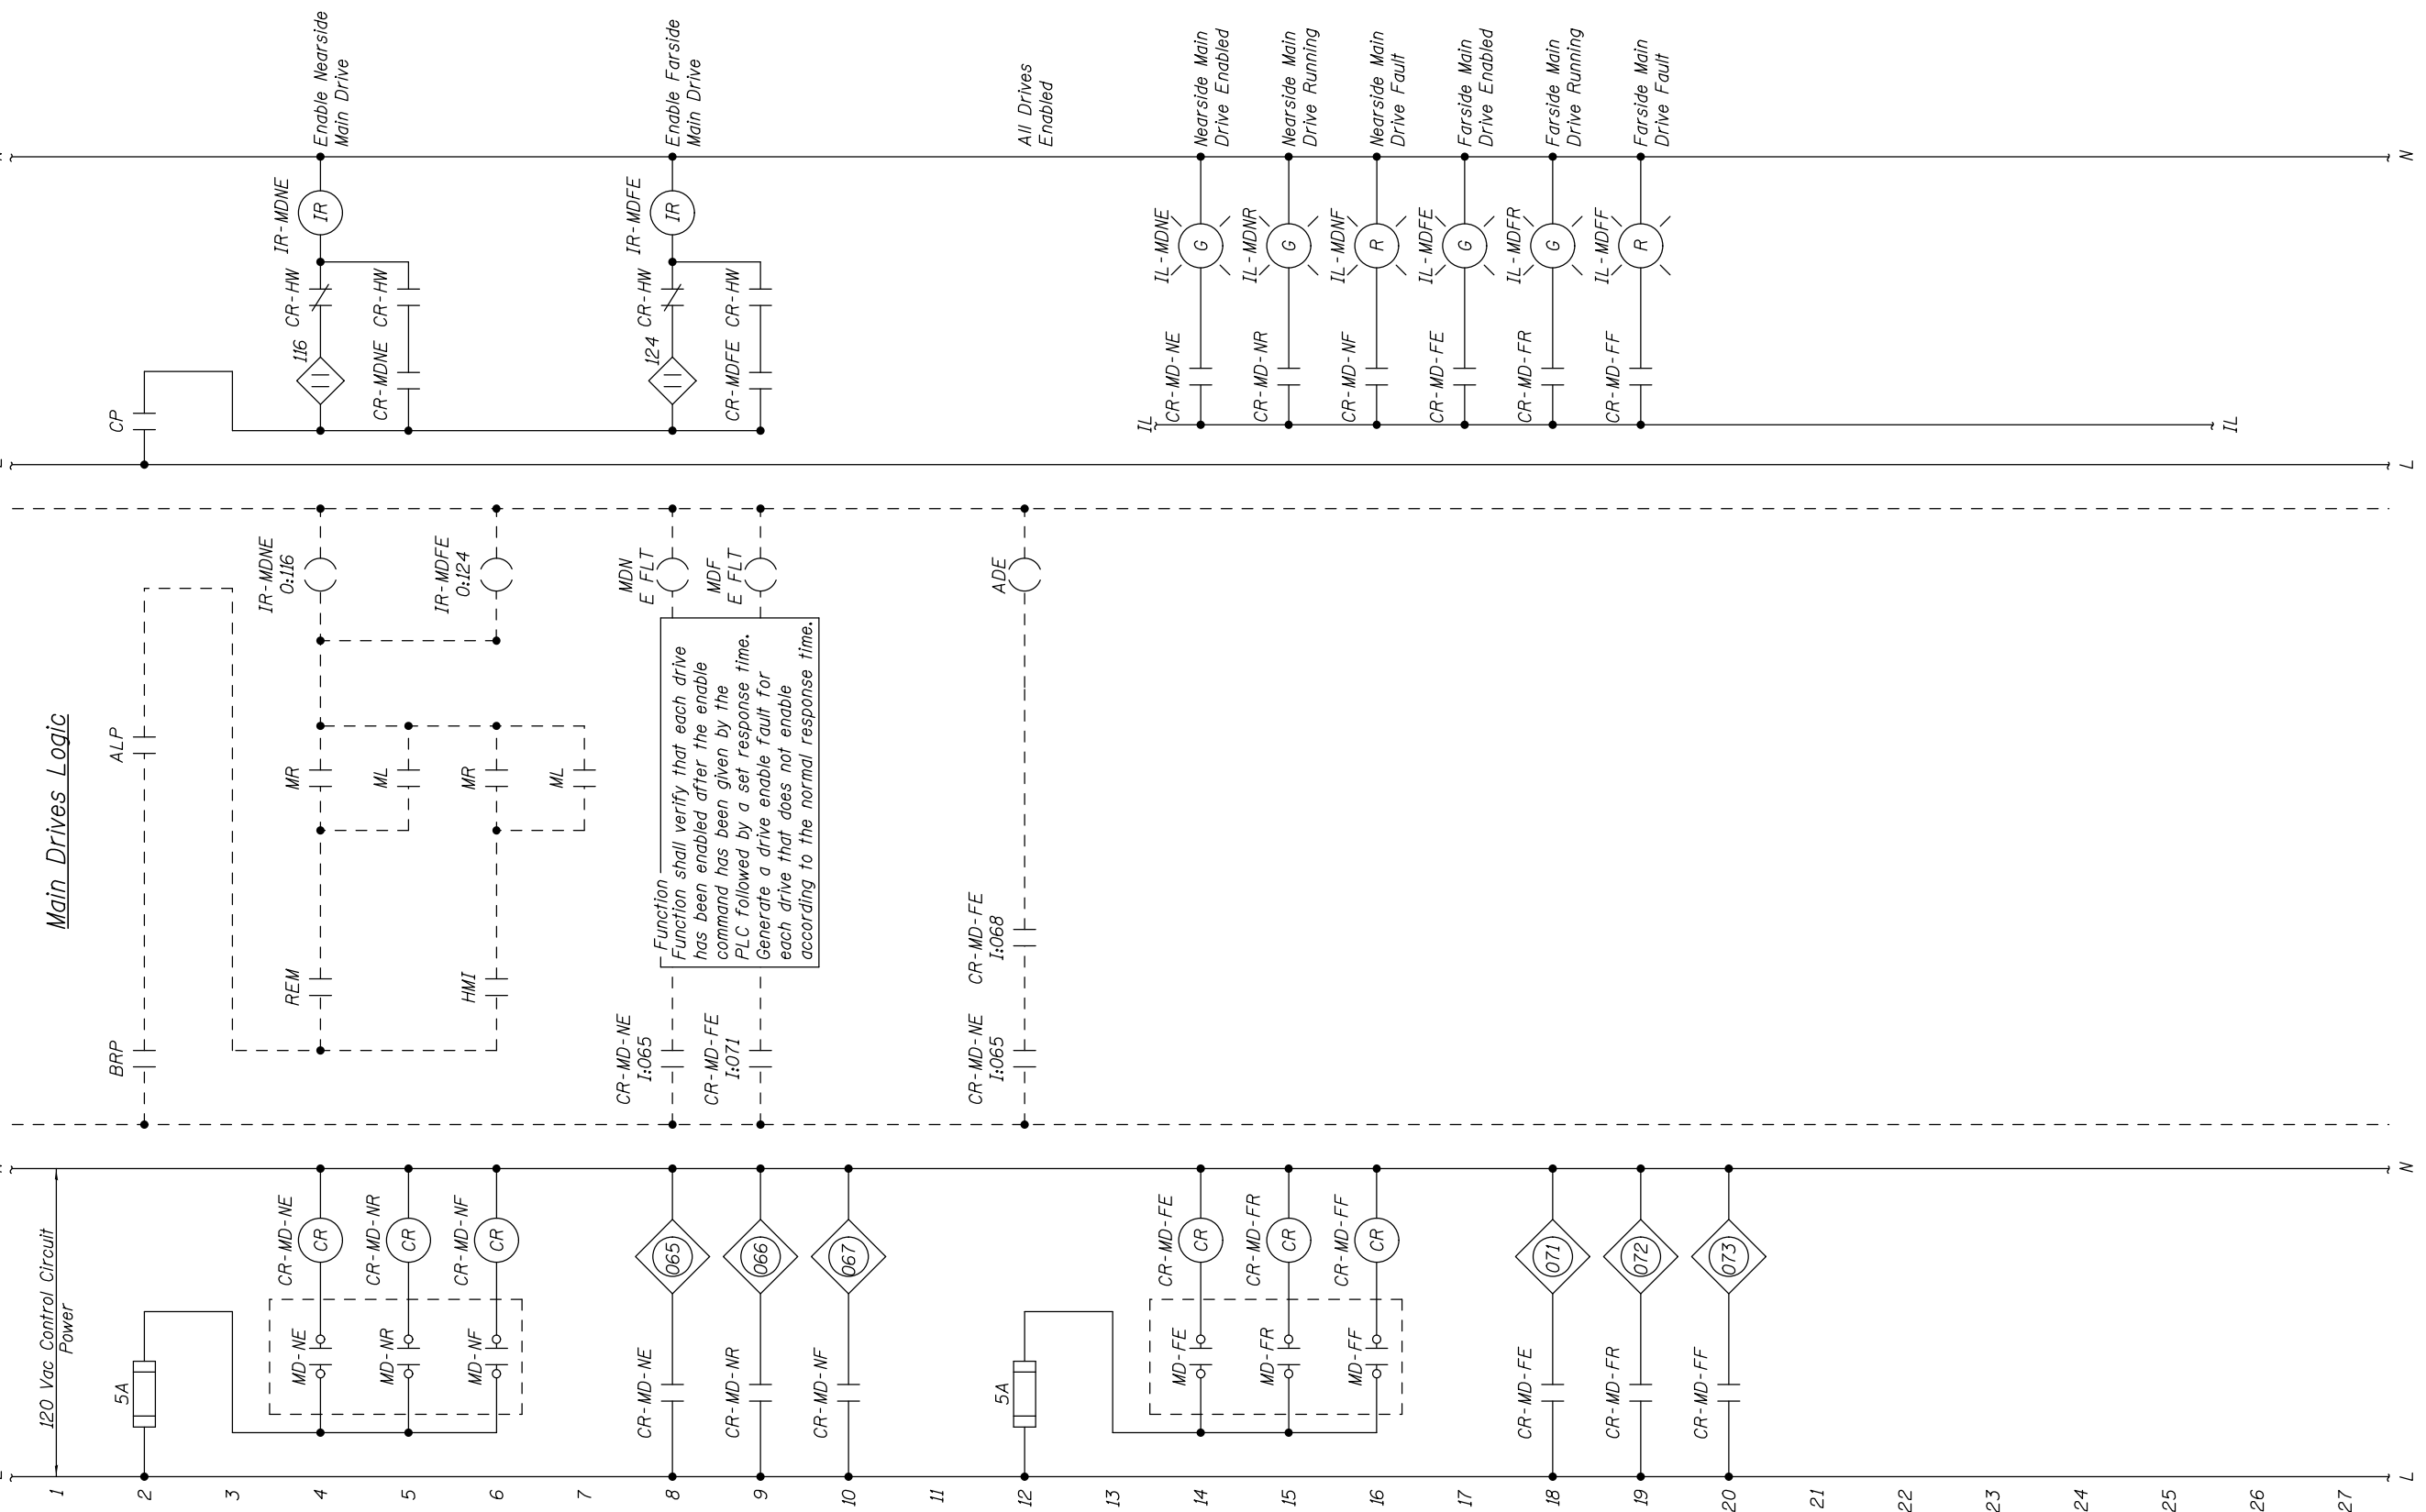 Main Drives Logic
120 Vac Control Circuit
Power
1
2
3
4
5
6
7
8
9
10
11
12
13
14
15
16
17
18
19
20
21
22
23
24
25
26
27
5A
MD-NE
CR-MD-NE
CR
MD-NR
CR-MD-NR
CR
MD-NF
CR-MD-NF
CR
CR-MD-NE
065
CR-MD-NR
066
CR-MD-NF
067
5A
MD-FE
CR-MD-FE
CR
MD-FR
CR-MD-FR
CR
MD-FF
CR-MD-FF
CR
CR-MD-FE
071
CR-MD-FR
072
CR-MD-FF
073
L
N
BRP
ALP
REM
MR
IR-MDNE
O:116
ML
HMI
MR
IR-MDFE
O:124
ML
CR-MD-NE
I:065
MDN
E FLT
CR-MD-FE
I:071
MDF
E FLT
Function
Function shall verify that each drive
has been enabled after the enable
command has been given by the
PLC followed by a set response time.
Generate a drive enable fault for
each drive that does not enable
according to the normal response time.
CR-MD-NE
I:065
CR-MD-FE
I:068
ADE
CP
116
CR-HW
IR-MDNE
IR
Enable Nearside
Main Drive
CR-MDNE
CR-HW
124
CR-HW
IR-MDFE
IR
Enable Farside
Main Drive
CR-MDFE
CR-HW
All Drives
Enabled
IL
CR-MD-NE
IL-MDNE
G
Nearside Main
Drive Enabled
CR-MD-NR
IL-MDNR
G
Nearside Main
Drive Running
CR-MD-NF
IL-MDNF
R
Nearside Main
Drive Fault
CR-MD-FE
IL-MDFE
G
Farside Main
Drive Enabled
CR-MD-FR
IL-MDFR
G
Farside Main
Drive Running
CR-MD-FF
IL-MDFF
R
Farside Main
Drive Fault
IL
L
N